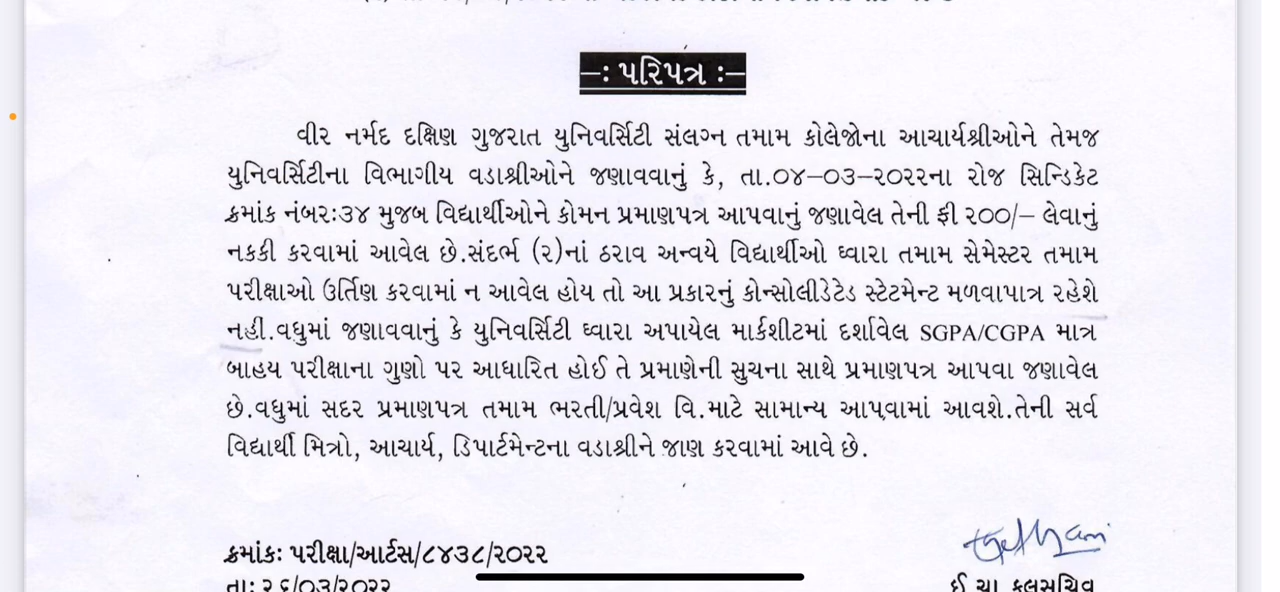 –: પરિપત્ર :–
વીર નર્મદ દક્ષિણ ગુજરાત યુનિવર્સિટી સંલગ્ન તમામ કોલેજોના આચાર્યશ્રીઓને તેમજ
યુનિવર્સિટીના વિભાગીય વડાશ્રીઓને જણાવવાનું કે, તા.૦૪–૦૩–૨૦૨૨ના રોજ સિન્ડિકેટ
ક્રમાંક નંબર:૩૪ મુજબ વિદ્યાર્થીઓને કોમન પ્રમાણપત્ર આપવાનું જણાવેલ તેની ફી ૨૦૦/– લેવાનું
નકકી કરવામાં આવેલ છે.સંદર્ભ (૨)નાં ઠરાવ અન્વયે વિદ્યાર્થીઓ ઘ્વારા તમામ સેમેસ્ટર તમામ
પરીક્ષાઓ ઉર્તિણ કરવામાં ન આવેલ હોય તો આ પ્રકારનું કોન્સોલીડેટેડ સ્ટેટમેન્ટ મળવાપાત્ર રહેશે
નહી.વધુમાં જણાવવાનું કે યુનિવર્સિટી ઘ્વારા અપાયેલ માર્કશીટમાં દર્શાવેલ SGPA/CGPA માત્ર
બાહય પરીક્ષાના ગુણો પર આધારિત હોઈ તે પ્રમાણેની સુચના સાથે પ્રમાણપત્ર આપવા જણાવેલ
છે.વધુમાં સદર પ્રમાણપત્ર તમામ ભરતી/પ્રવેશ વિ.માટે સામાન્ય આપવામાં આવશે.તેની સર્વ
વિદ્યાર્થી મિત્રો, આચાર્ય, ડિપાર્ટમેન્ટના વડાશ્રીને જાણ કરવામાં આવે છે.
ક્રમાંક: પરીક્ષા/આર્ટસ/૮૪૩૮/૨૦૨૨
તા: ૨૬/૦૩/૨૦૨૨
ઈ.ચા.કુલસચિવ